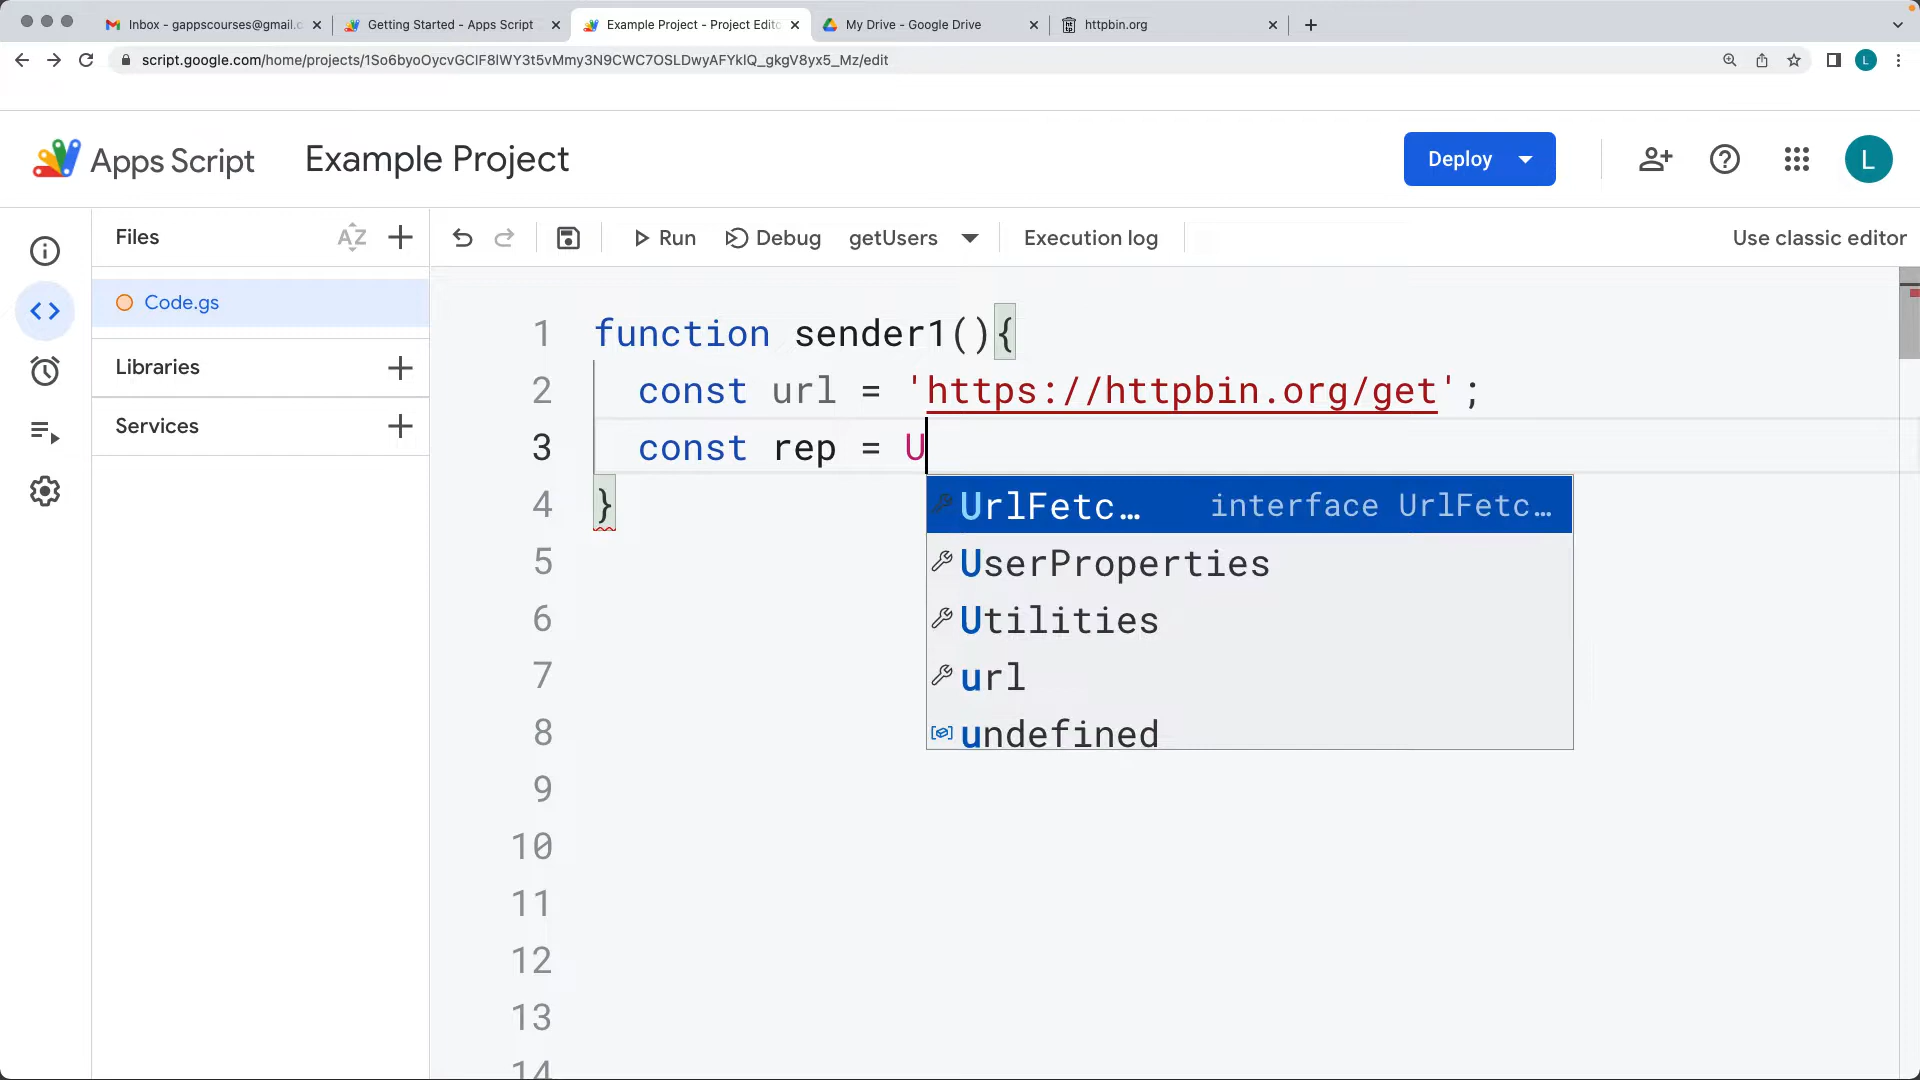 Inbox - gappscourses@gmail.c
Getting Started - Apps Script
Example Project - Project Edito
My Drive - Google Drive
httpbin.org
script.google.com/home/projects/1So6byoOycvGClF8lWY3t5vMmy3N9CWC7OSLDwyAFYklQ_gkgV8yx5_Mz/edit
L
Apps Script
Example Project
Deploy
L
Files
AZ
Run
Debug
getUsers
Execution log
Use classic editor
Code.gs
Libraries
Services
1 function sender1(){
2 const url = 'https://httpbin.org/get';
3 const rep = U
4 }
UrlFetc… interface UrlFetc…
5
UserProperties
6
Utilities
7
url
8
undefined
9
10
11
12
13
14